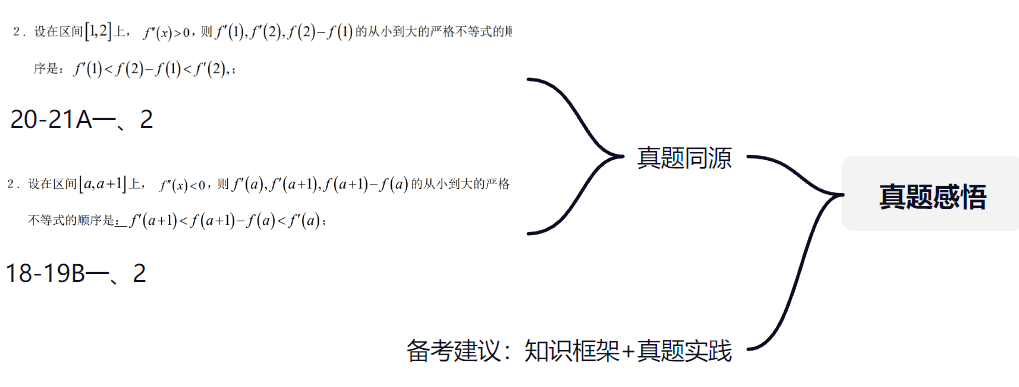 2．设在区间[1,2]上， f″(x)>0，则f′(1),f′(2),f(2)−f(1)的从小到大的严格不等式的顺
序是：f′(1)<f(2)−f(1)<f′(2),；
20-21A一、2
2．设在区间[a,a+1]上， f″(x)<0，则f′(a),f′(a+1),f(a+1)−f(a)的从小到大的严格
不等式的顺序是：f′(a+1)<f(a+1)−f(a)<f′(a)；
18-19B一、2
真题同源
真题感悟
备考建议：知识框架+真题实践